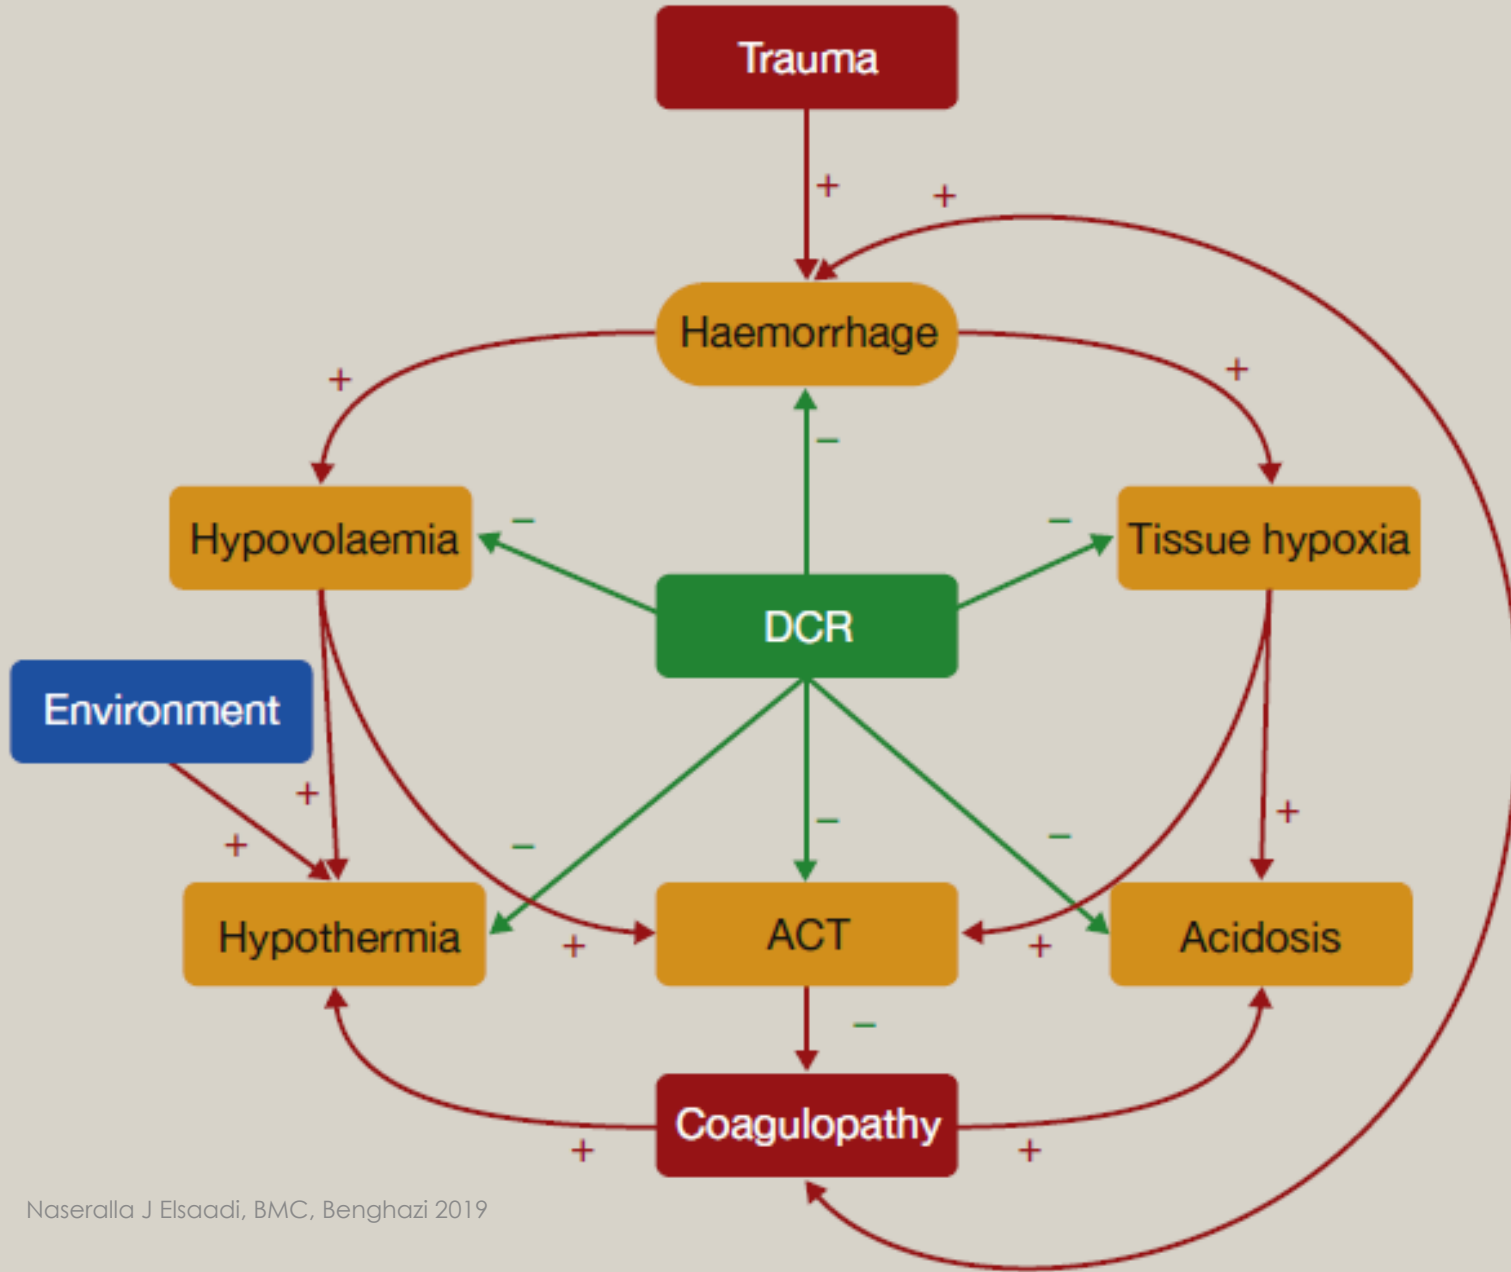 Trauma
+
+
Haemorrhage
+
+
–
Hypovolaemia
–
–
Tissue hypoxia
DCR
Environment
+
+
–
–
–
+
Hypothermia
+
ACT
+
Acidosis
–
Coagulopathy
+
+
Naseralla J Elsaadi, BMC, Benghazi 2019